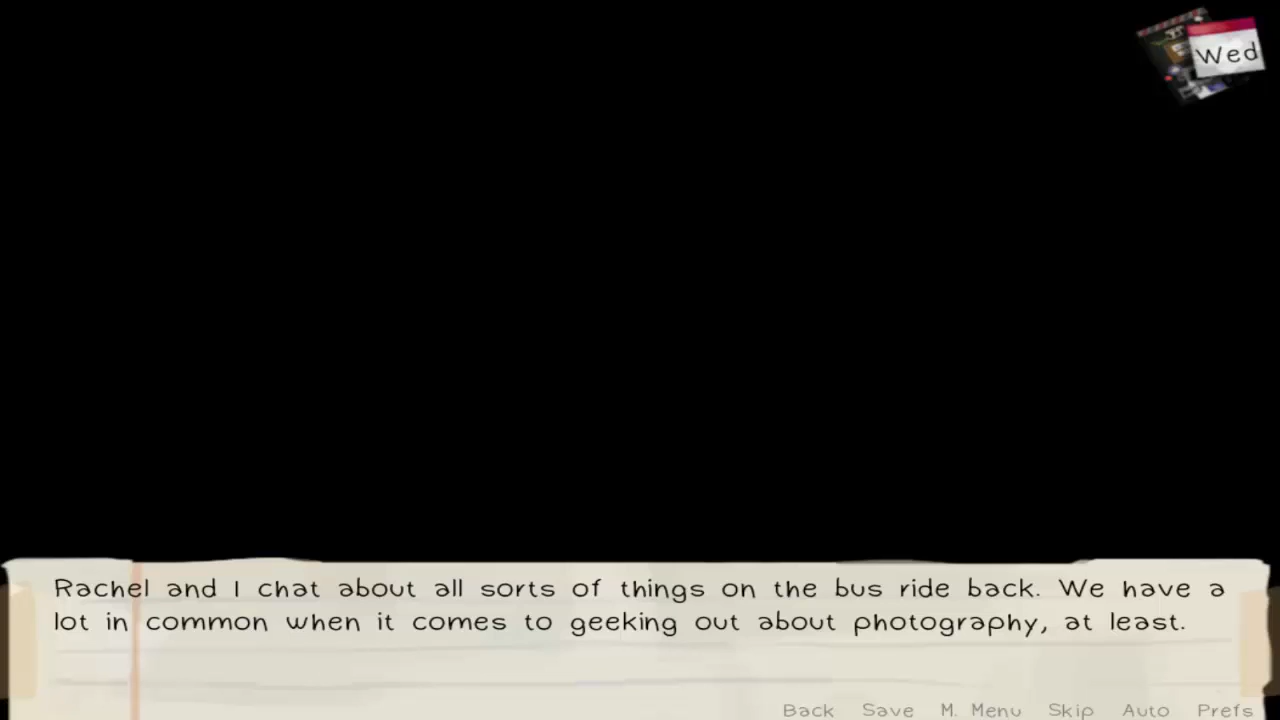 Wed
Rachel and I chat about all sorts of things on the bus ride back. We have a
lot in common when it comes to geeking out about photography, at least.
Back Save M. Menu Skip Auto Prefs